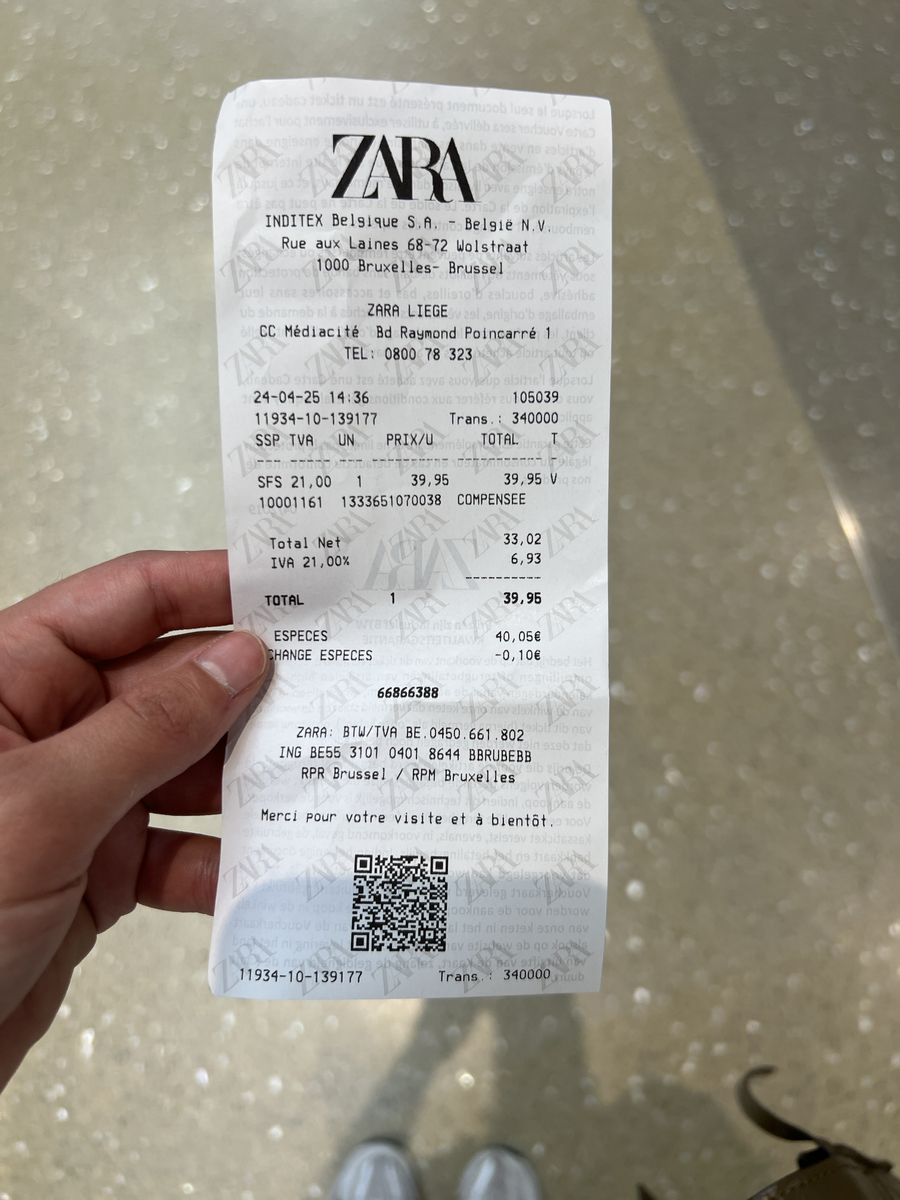 ZARA
INDITEX Belgique S.A. - België N.V.
Rue aux Laines 68-72 Wolstraat
1000 Bruxelles- Brussel
ZARA LIEGE
CC Médiacité Bd Raymond Poincarré 1
TEL: 0800 78 323
24-04-25 14:36 105039
11934-10-139177 Trans.: 340000
SSP TVA UN PRIX/U TOTAL T
SFS 21,00 1 39,95 39,95 V
10001161 1333651070038 COMPENSEE
Total Net 33,02
IVA 21,00% 6,93
TOTAL 1 39,95
ESPECES 40,05€
CHANGE ESPECES -0,10€
66866388
ZARA: BTW/TVA BE.0450.661.802
ING BE55 3101 0401 8644 BBRUBEBB
RPR Brussel / RPM Bruxelles
Merci pour votre visite et à bientôt.
11934-10-139177 Trans.: 340000